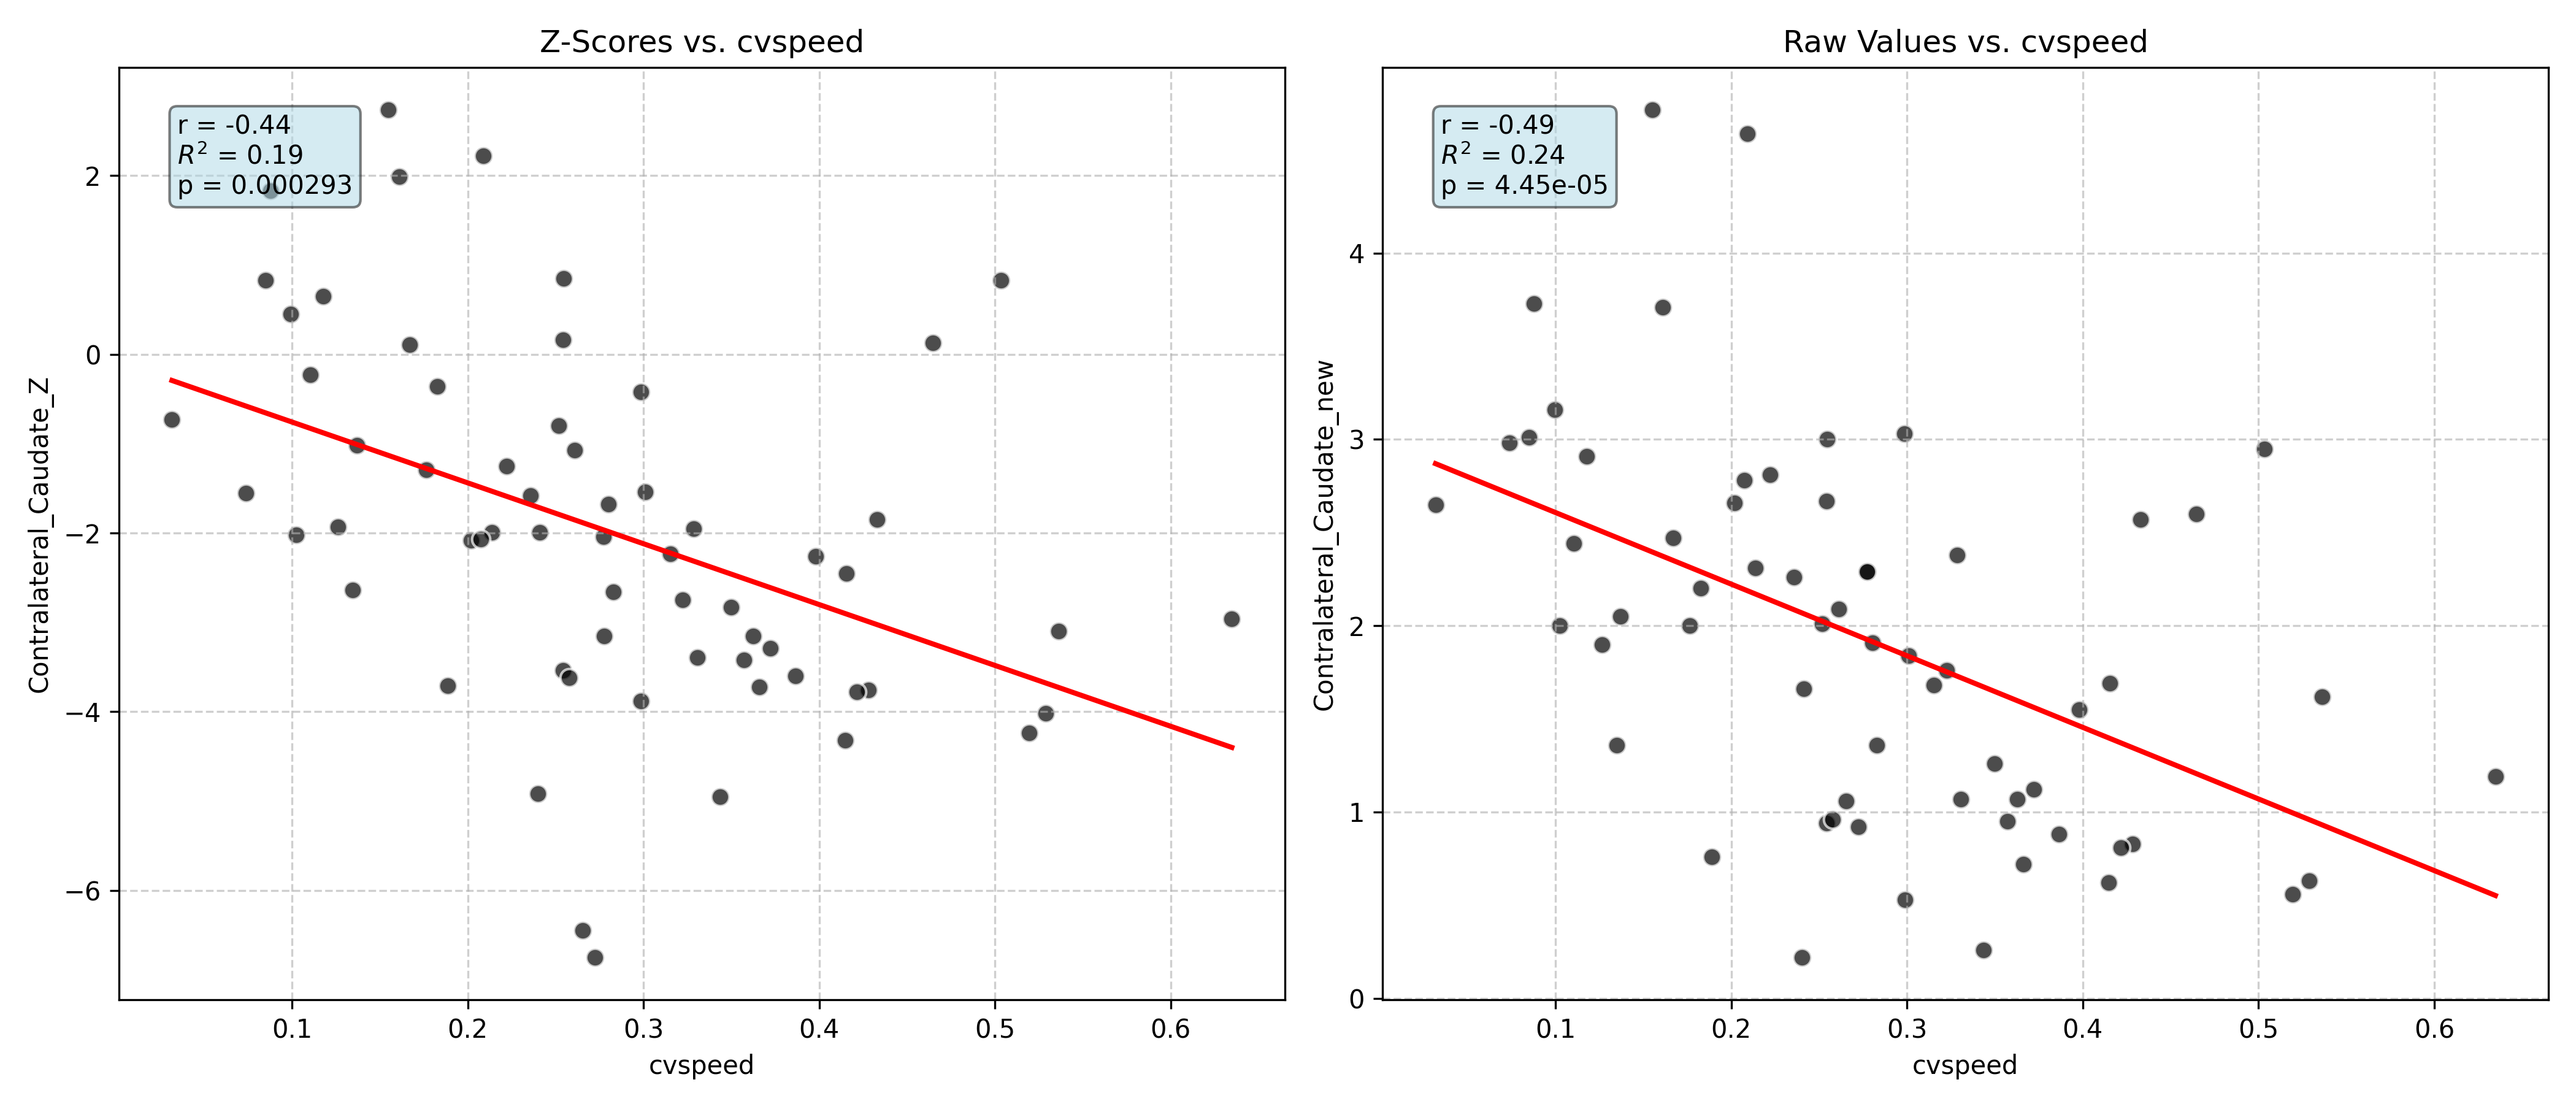 Z-Scores vs. cvspeed
r = -0.44
R² = 0.19
p = 0.000293
Contralateral_Caudate_Z
2
0
−2
−4
−6
0.1 0.2 0.3 0.4 0.5 0.6
cvspeed
Raw Values vs. cvspeed
r = -0.49
R² = 0.24
p = 4.45e-05
Contralateral_Caudate_new
4
3
2
1
0
0.1 0.2 0.3 0.4 0.5 0.6
cvspeed